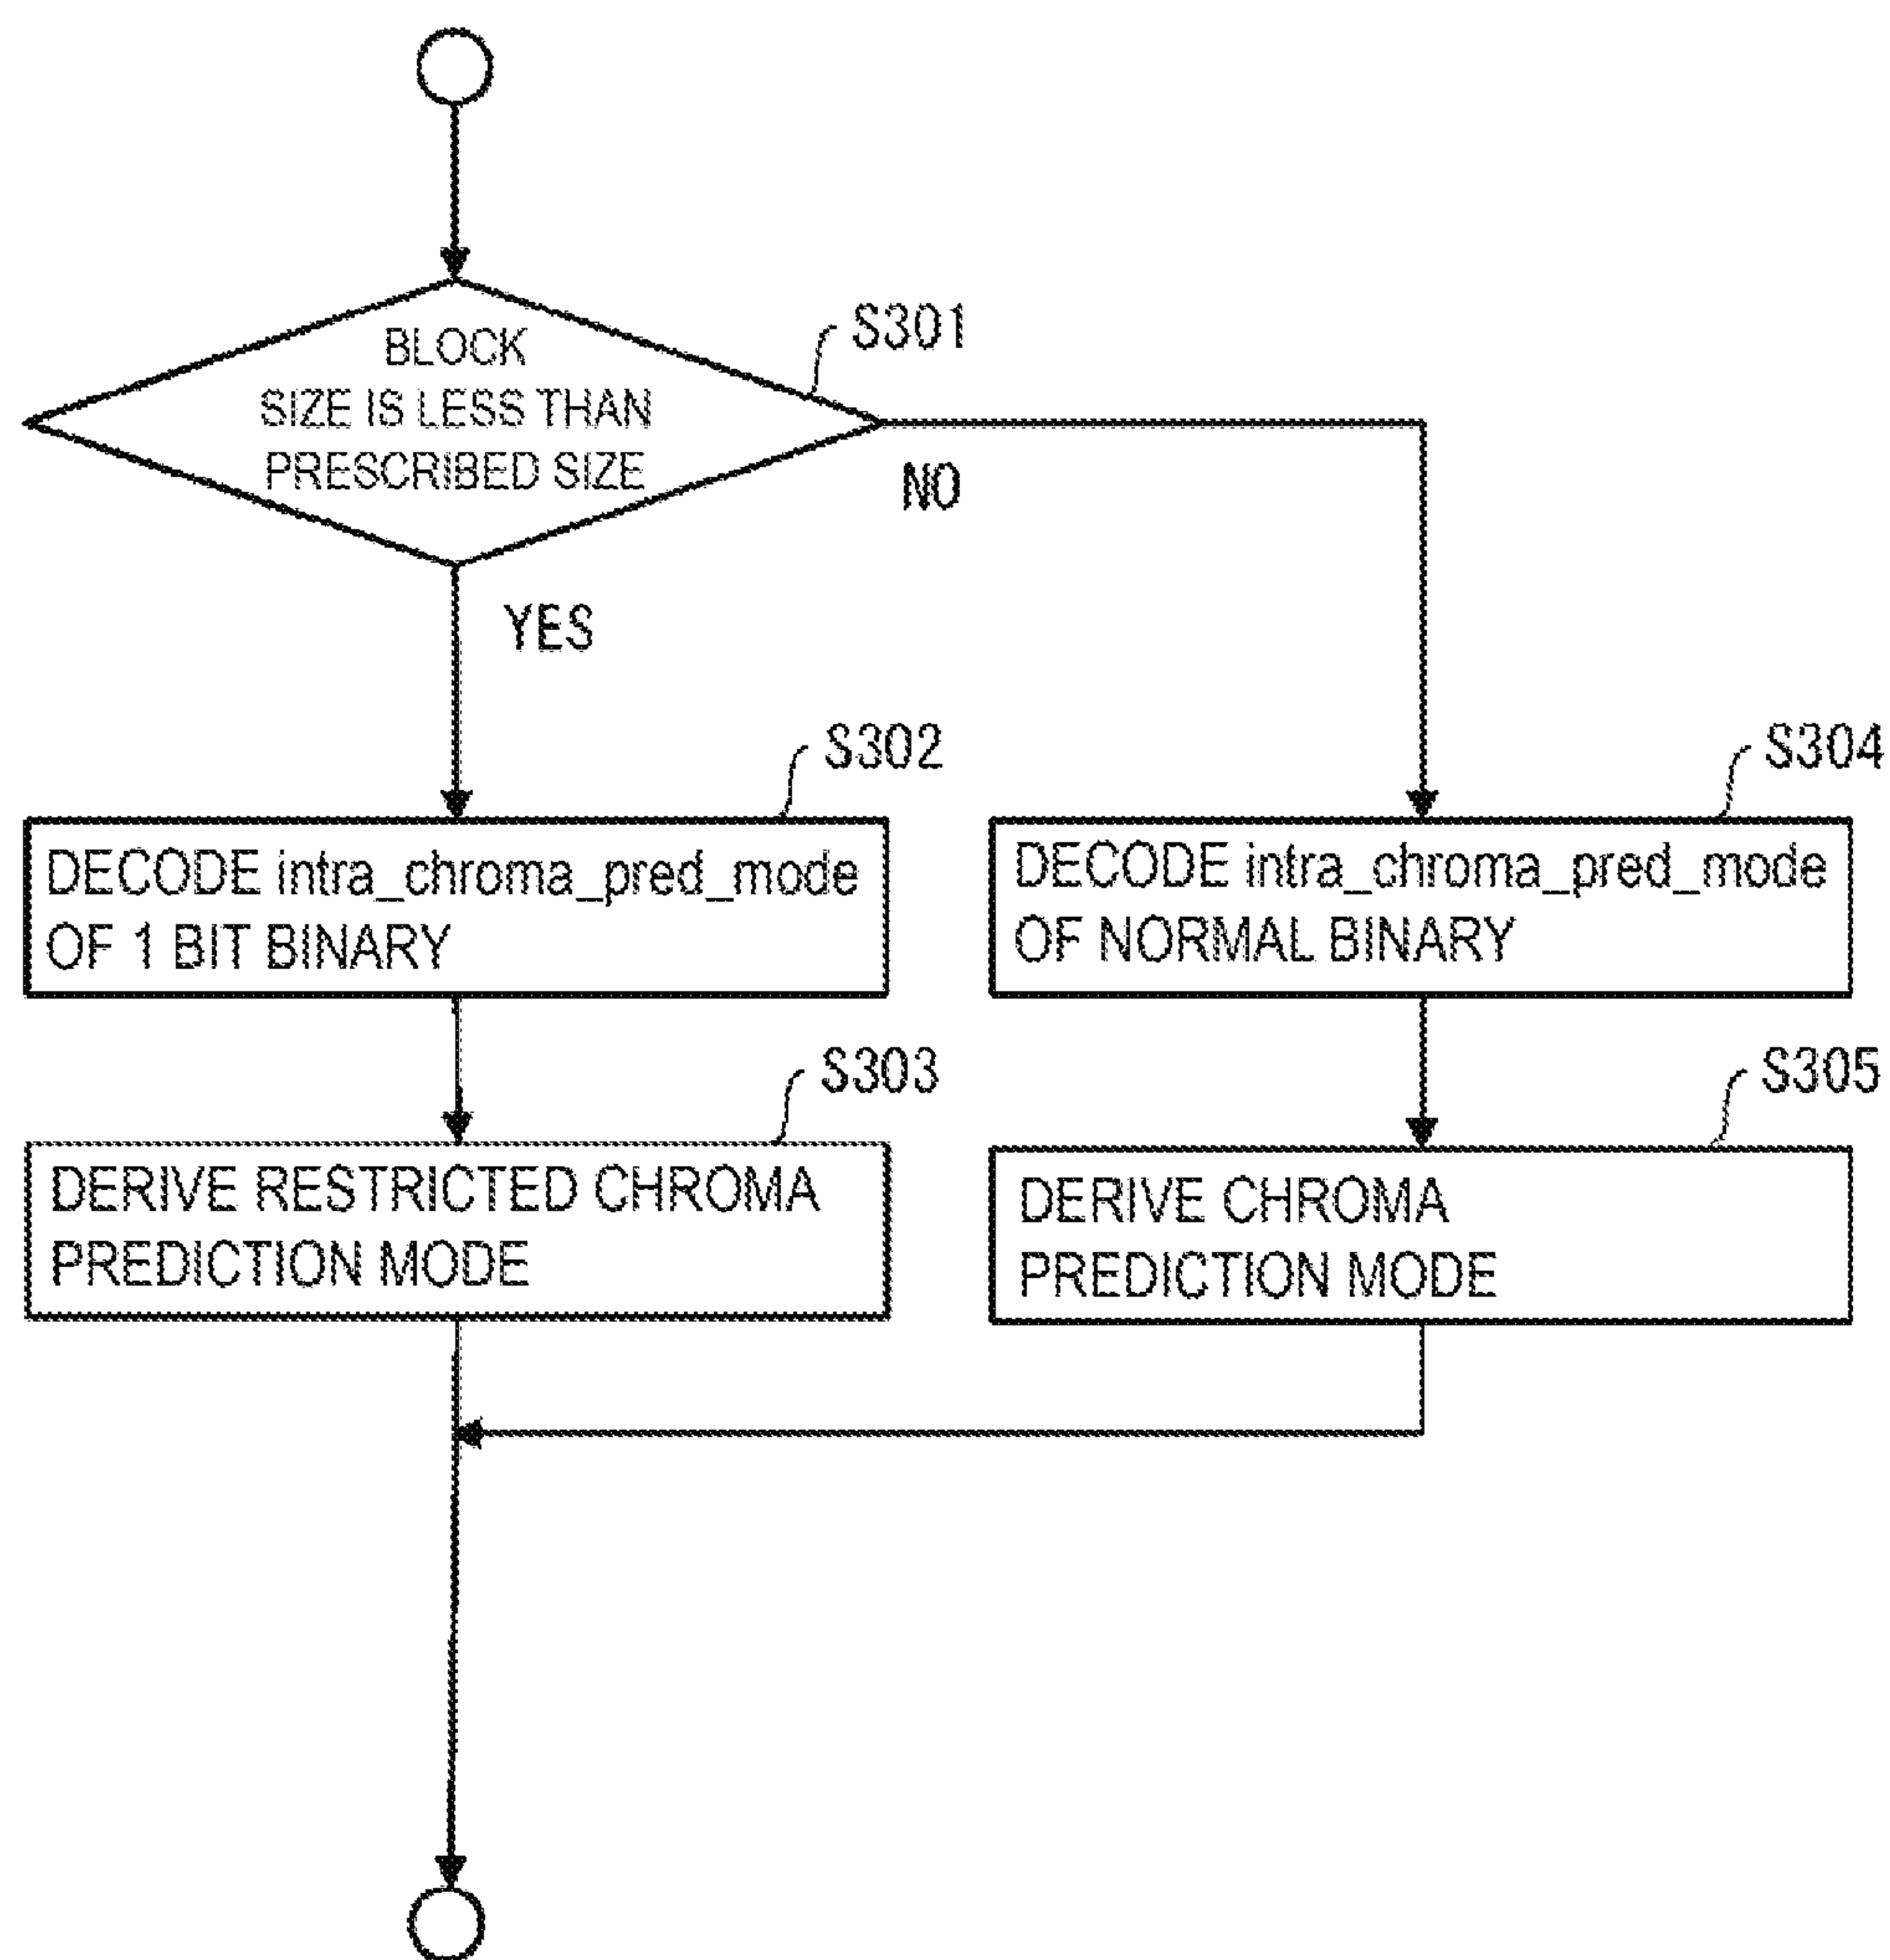 BLOCK
SIZE IS LESS THAN
PRESCRIBED SIZE
S301
NO
YES
S302
DECODE intra_chroma_pred_mode
OF 1 BIT BINARY
S304
DECODE intra_chroma_pred_mode
OF NORMAL BINARY
S303
DERIVE RESTRICTED CHROMA
PREDICTION MODE
S305
DERIVE CHROMA
PREDICTION MODE